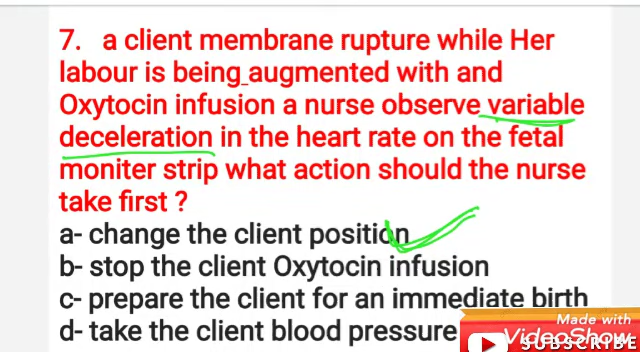 7. a client membrane rupture while Her
labour is being augmented with and
Oxytocin infusion a nurse observe variable
deceleration in the heart rate on the fetal
moniter strip what action should the nurse
take first ?
a- change the client position
b- stop the client Oxytocin infusion
c- prepare the client for an immediate birth
d- take the client blood pressure
Made with
VideoShow
SUBSCRIBE